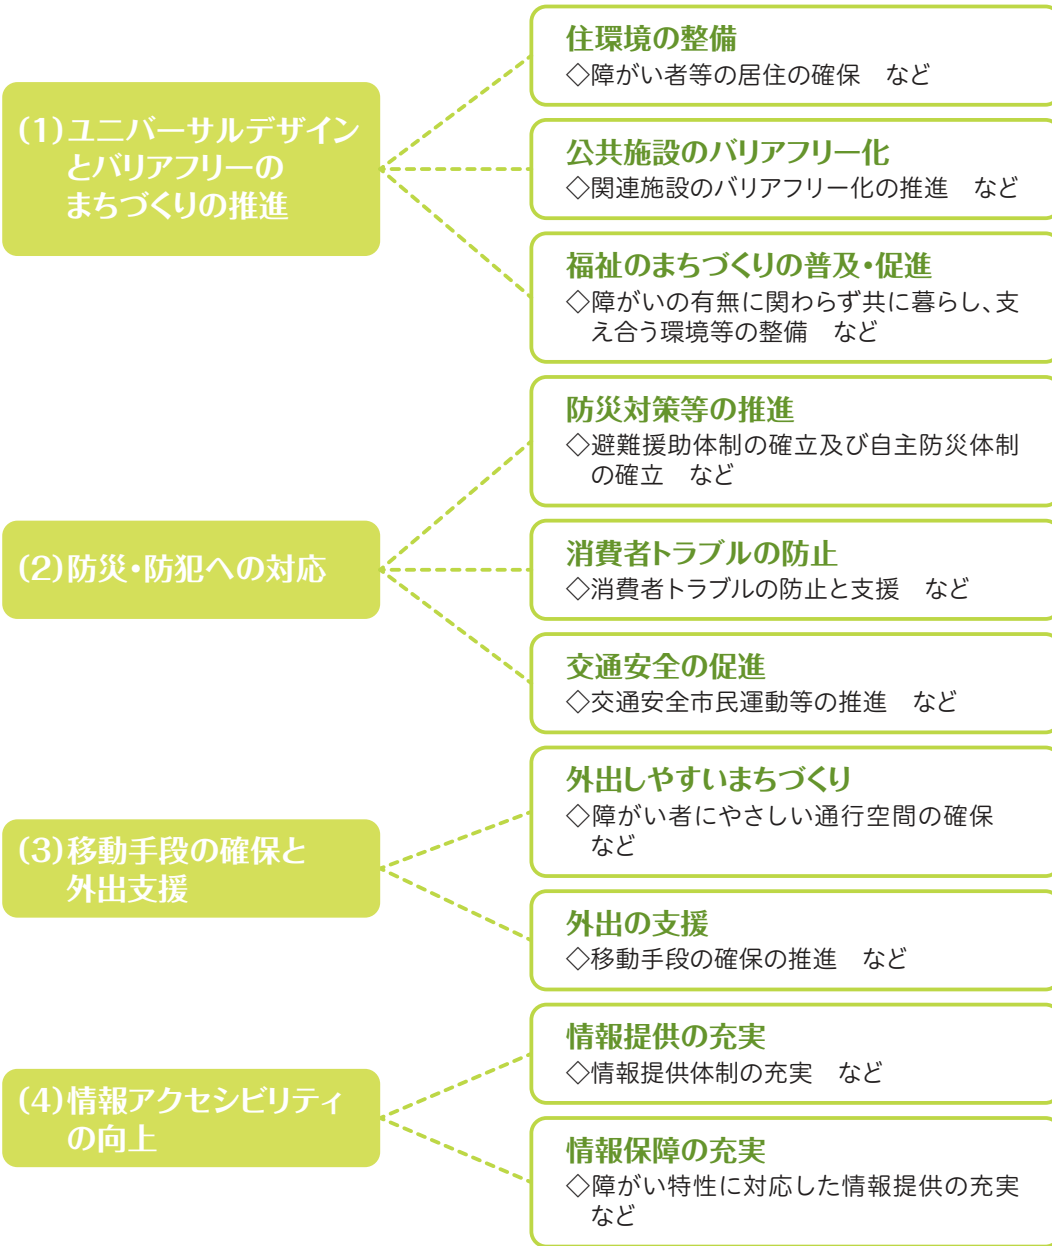 (1)ユニバーサルデザイン
とバリアフリーの
まちづくりの推進
住環境の整備
◇障がい者等の居住の確保　など
公共施設のバリアフリー化
◇関連施設のバリアフリー化の推進　など
福祉のまちづくりの普及・促進
◇障がいの有無に関わらず共に暮らし、支
え合う環境等の整備　など
(2)防災・防犯への対応
防災対策等の推進
◇避難援助体制の確立及び自主防災体制
の確立　など
消費者トラブルの防止
◇消費者トラブルの防止と支援　など
交通安全の促進
◇交通安全市民運動等の推進　など
(3)移動手段の確保と
外出支援
外出しやすいまちづくり
◇障がい者にやさしい通行空間の確保
など
外出の支援
◇移動手段の確保の推進　など
(4)情報アクセシビリティ
の向上
情報提供の充実
◇情報提供体制の充実　など
情報保障の充実
◇障がい特性に対応した情報提供の充実
など